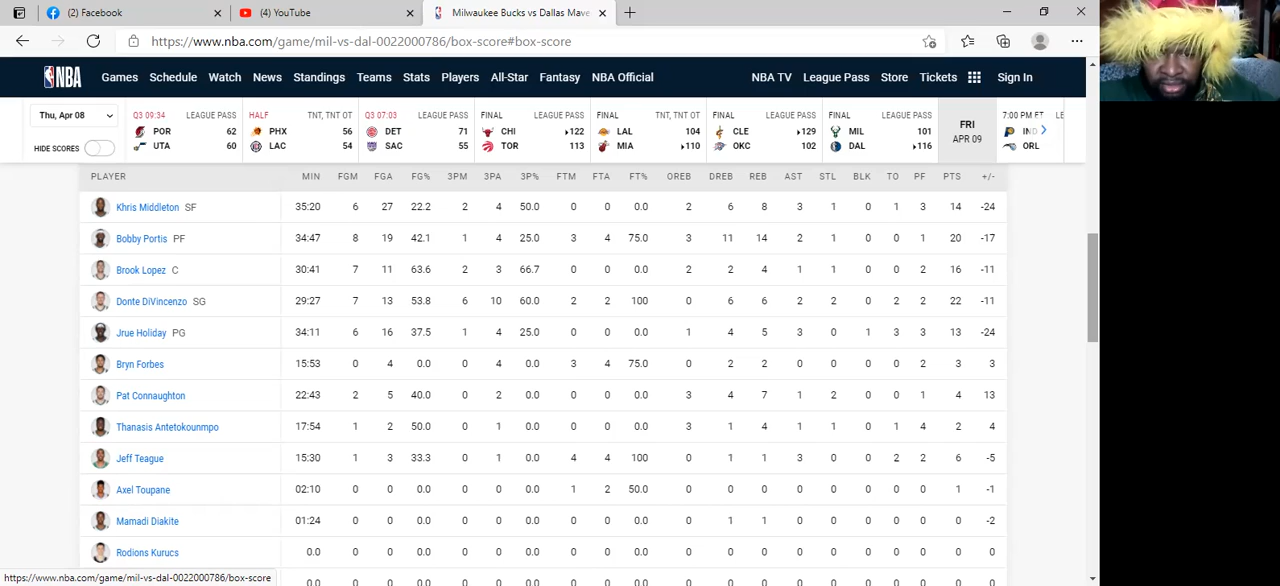 (2) Facebook
(4) YouTube
Milwaukee Bucks vs Dallas Mave
https://www.nba.com/game/mil-vs-dal-0022000786/box-score#box-score
NBA Games Schedule Watch News Standings Teams Stats Players All-Star Fantasy NBA Official NBA TV League Pass Store Tickets Sign In
Thu, Apr 08
HIDE SCORES
Q3 09:34 LEAGUE PASS
POR 62
UTA 60
HALF TNT, TNT OT
PHX 56
LAC 54
Q3 07:03 LEAGUE PASS
DET 71
SAC 55
FINAL LEAGUE PASS
CHI 122
TOR 113
FINAL TNT, TNT OT
LAL 104
MIA 110
FINAL LEAGUE PASS
CLE 129
OKC 102
FINAL LEAGUE PASS
MIL 101
DAL 116
FRI
APR 09
7:00 PM ET LE
IND
ORL
PLAYER MIN FGM FGA FG% 3PM 3PA 3P% FTM FTA FT% OREB DREB REB AST STL BLK TO PF PTS +/-
Khris Middleton SF 35:20 6 27 22.2 2 4 50.0 0 0 0.0 2 6 8 3 1 0 1 3 14 -24
Bobby Portis PF 34:47 8 19 42.1 1 4 25.0 3 4 75.0 3 11 14 2 1 0 0 1 20 -17
Brook Lopez C 30:41 7 11 63.6 2 3 66.7 0 0 0.0 2 2 4 1 1 0 0 2 16 -11
Donte DiVincenzo SG 29:27 7 13 53.8 6 10 60.0 2 2 100 0 6 6 2 2 0 2 2 22 -11
Jrue Holiday PG 34:11 6 16 37.5 1 4 25.0 0 0 0.0 1 4 5 3 0 1 3 3 13 -24
Bryn Forbes 15:53 0 4 0.0 0 4 0.0 3 4 75.0 0 2 2 0 0 0 0 2 3 3
Pat Connaughton 22:43 2 5 40.0 0 2 0.0 0 0 0.0 3 4 7 1 2 0 0 1 4 13
Thanasis Antetokounmpo 17:54 1 2 50.0 0 1 0.0 0 0 0.0 3 1 4 1 1 0 1 4 2 4
Jeff Teague 15:30 1 3 33.3 0 1 0.0 4 4 100 0 1 1 3 0 0 2 2 6 -5
Axel Toupane 02:10 0 0 0.0 0 0 0.0 1 2 50.0 0 0 0 0 0 0 0 0 1 -1
Mamadi Diakite 01:24 0 0 0.0 0 0 0.0 0 0 0.0 0 1 1 0 0 0 0 0 0 -2
Rodions Kurucs 0.0 0 0 0.0 0 0 0.0 0 0 0.0 0 0 0 0 0 0 0 0 0 0
https://www.nba.com/game/mil-vs-dal-0022000786/box-score